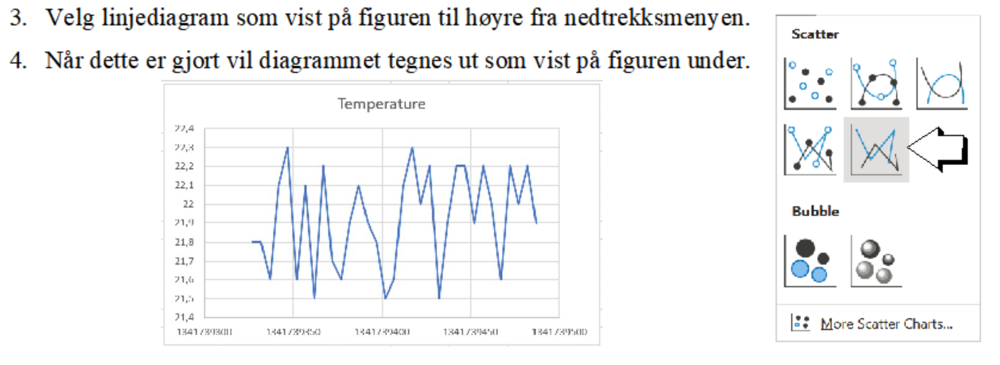 3. Velg linjediagram som vist på figuren til høyre fra nedtrekksmenyen.
4. Når dette er gjort vil diagrammet tegnes ut som vist på figuren under.
Temperature
22,4
22,3
22,2
22,1
22
21,9
21,8
21,7
21,6
21,5
21,4
1341739300 1341739350 1341739400 1341739450 1341739500
Scatter
Bubble
More Scatter Charts...